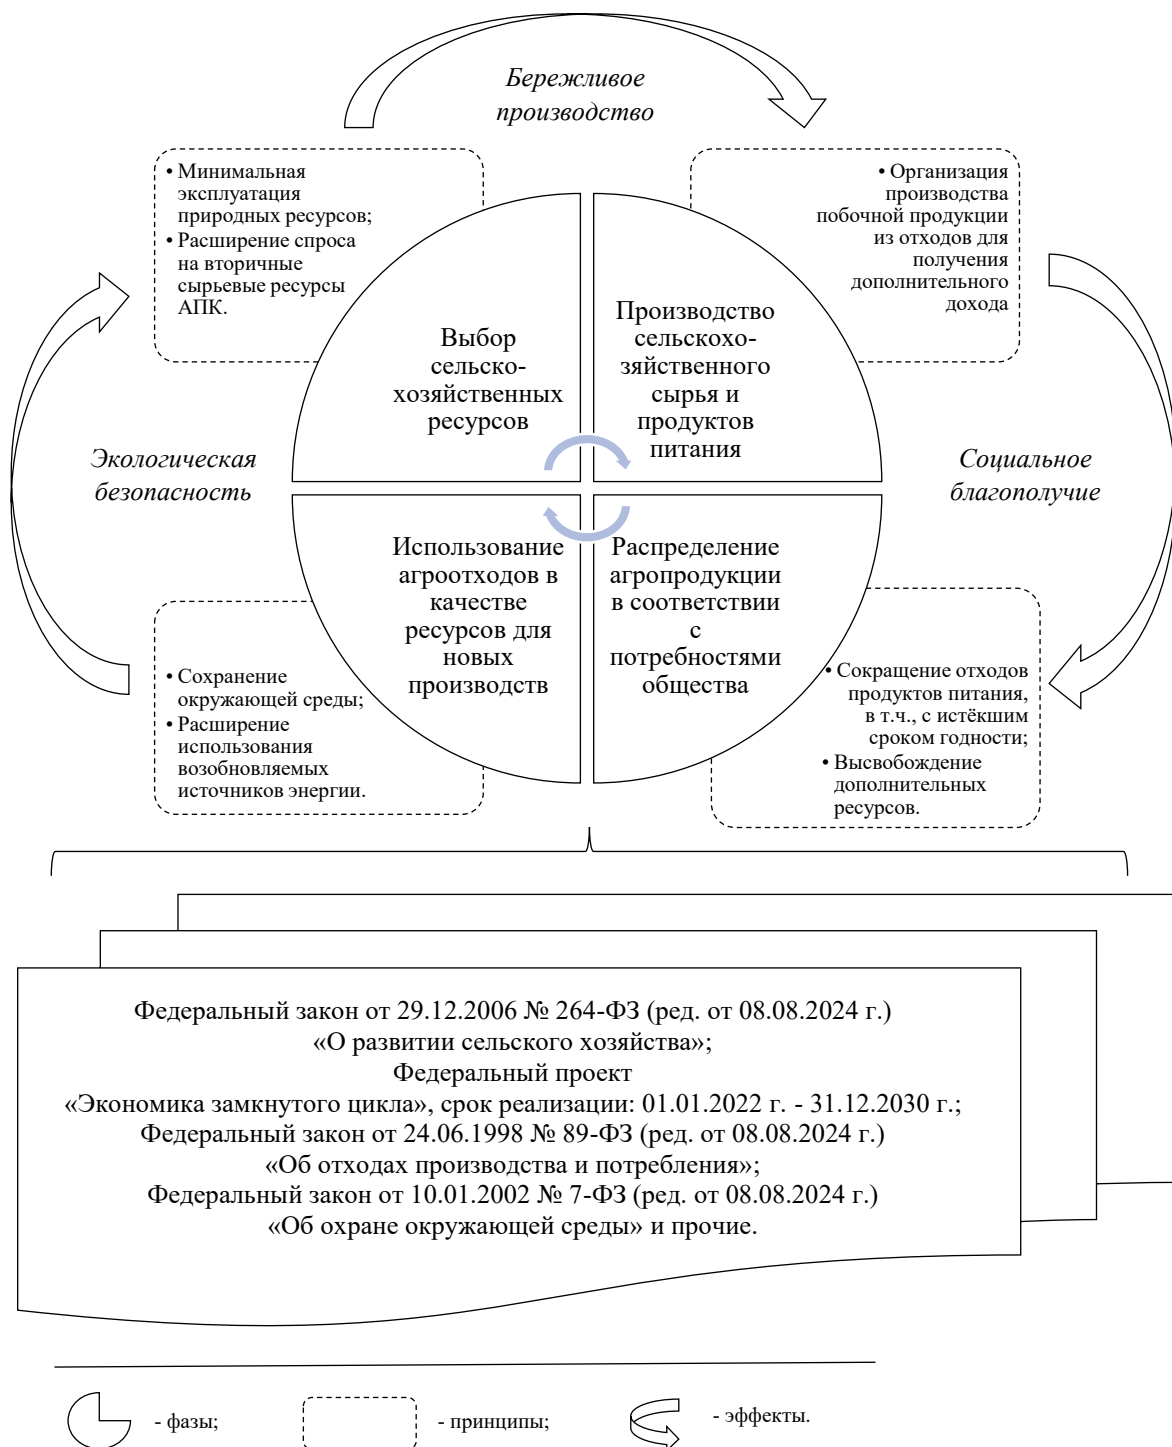 Бережливое
производство
• Минимальная
эксплуатация
природных ресурсов;
• Расширение спроса
на вторичные
сырьевые ресурсы
АПК.
• Организация
производства
побочной продукции
из отходов для
получения
дополнительного
дохода
Выбор
сельско-
хозяйственных
ресурсов
Производство
сельскохо-
зяйственного
сырья и
продуктов
питания
Экологическая
безопасность
Социальное
благополучие
Использование
агроотходов в
качестве
ресурсов для
новых
производств
Распределение
агропродукции
в соответствии
с
потребностями
общества
• Сохранение
окружающей среды;
• Расширение
использования
возобновляемых
источников энергии.
• Сокращение отходов
продуктов питания,
в т.ч., с истёкшим
сроком годности;
• Высвобождение
дополнительных
ресурсов.
Федеральный закон от 29.12.2006 № 264-ФЗ (ред. от 08.08.2024 г.)
«О развитии сельского хозяйства»;
Федеральный проект
«Экономика замкнутого цикла», срок реализации: 01.01.2022 г. - 31.12.2030 г.;
Федеральный закон от 24.06.1998 № 89-ФЗ (ред. от 08.08.2024 г.)
«Об отходах производства и потребления»;
Федеральный закон от 10.01.2002 № 7-ФЗ (ред. от 08.08.2024 г.)
«Об охране окружающей среды» и прочие.
- фазы;
- принципы;
- эффекты.